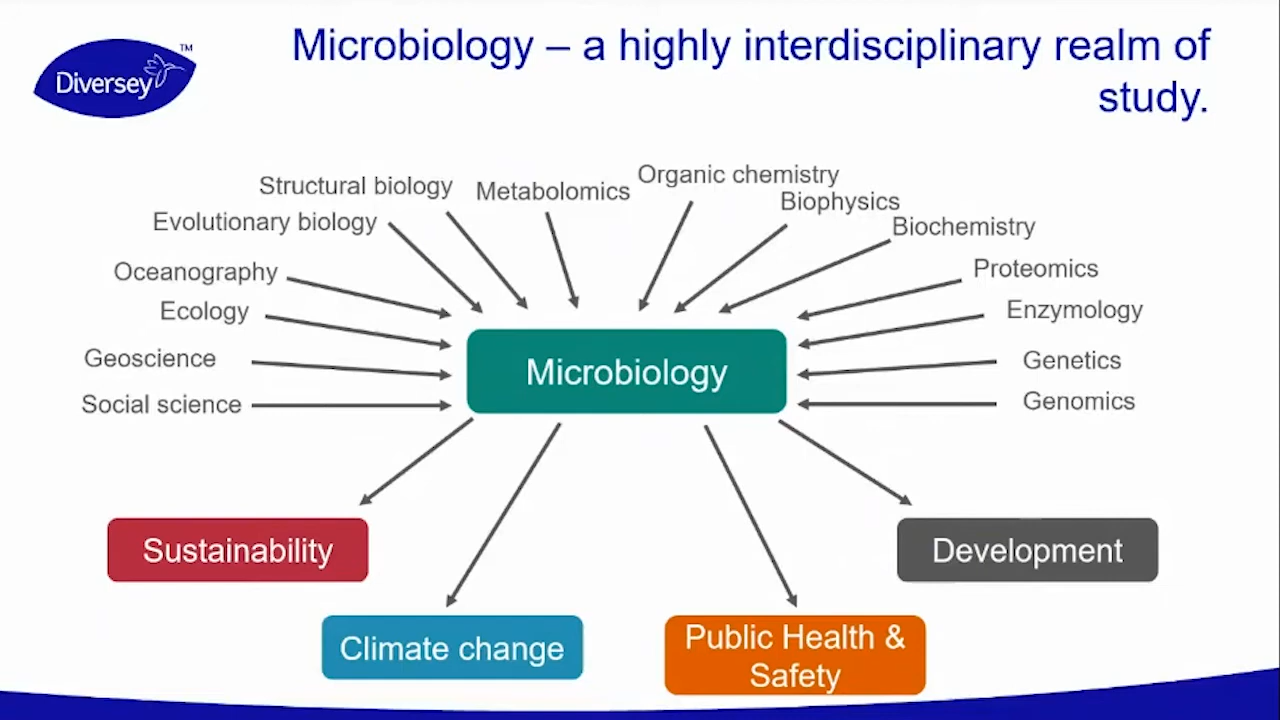 Diversey
TM
Microbiology – a highly interdisciplinary realm of
study.
Structural biology
Metabolomics
Organic chemistry
Evolutionary biology
Biophysics
Biochemistry
Oceanography
Proteomics
Ecology
Enzymology
Geoscience
Genetics
Social science
Genomics
Microbiology
Sustainability
Development
Climate change
Public Health &
Safety